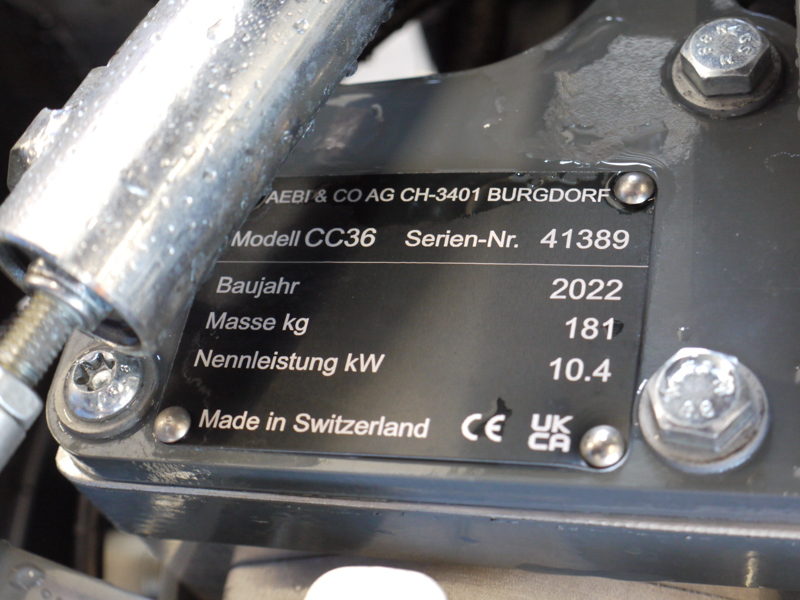 AEBI & CO AG CH-3401 BURGDORF
Modell CC36 Serien-Nr. 41389
Baujahr 2022
Masse kg 181
Nennleistung kW 10.4
Made in Switzerland CE UK CA